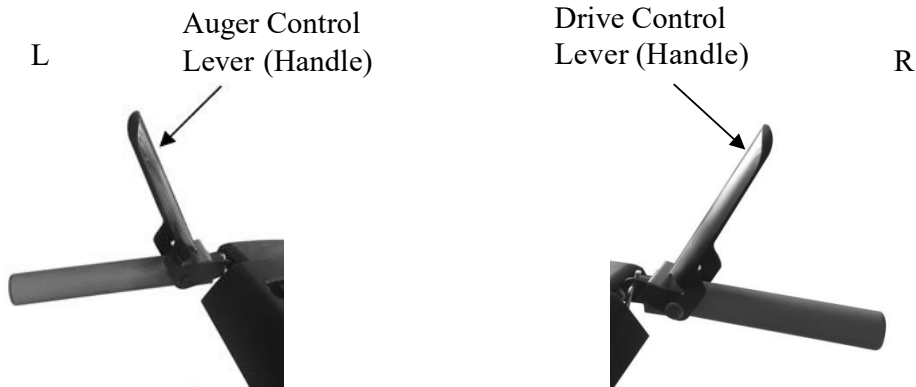 L
Auger Control
Lever (Handle)
Drive Control
Lever (Handle)
R